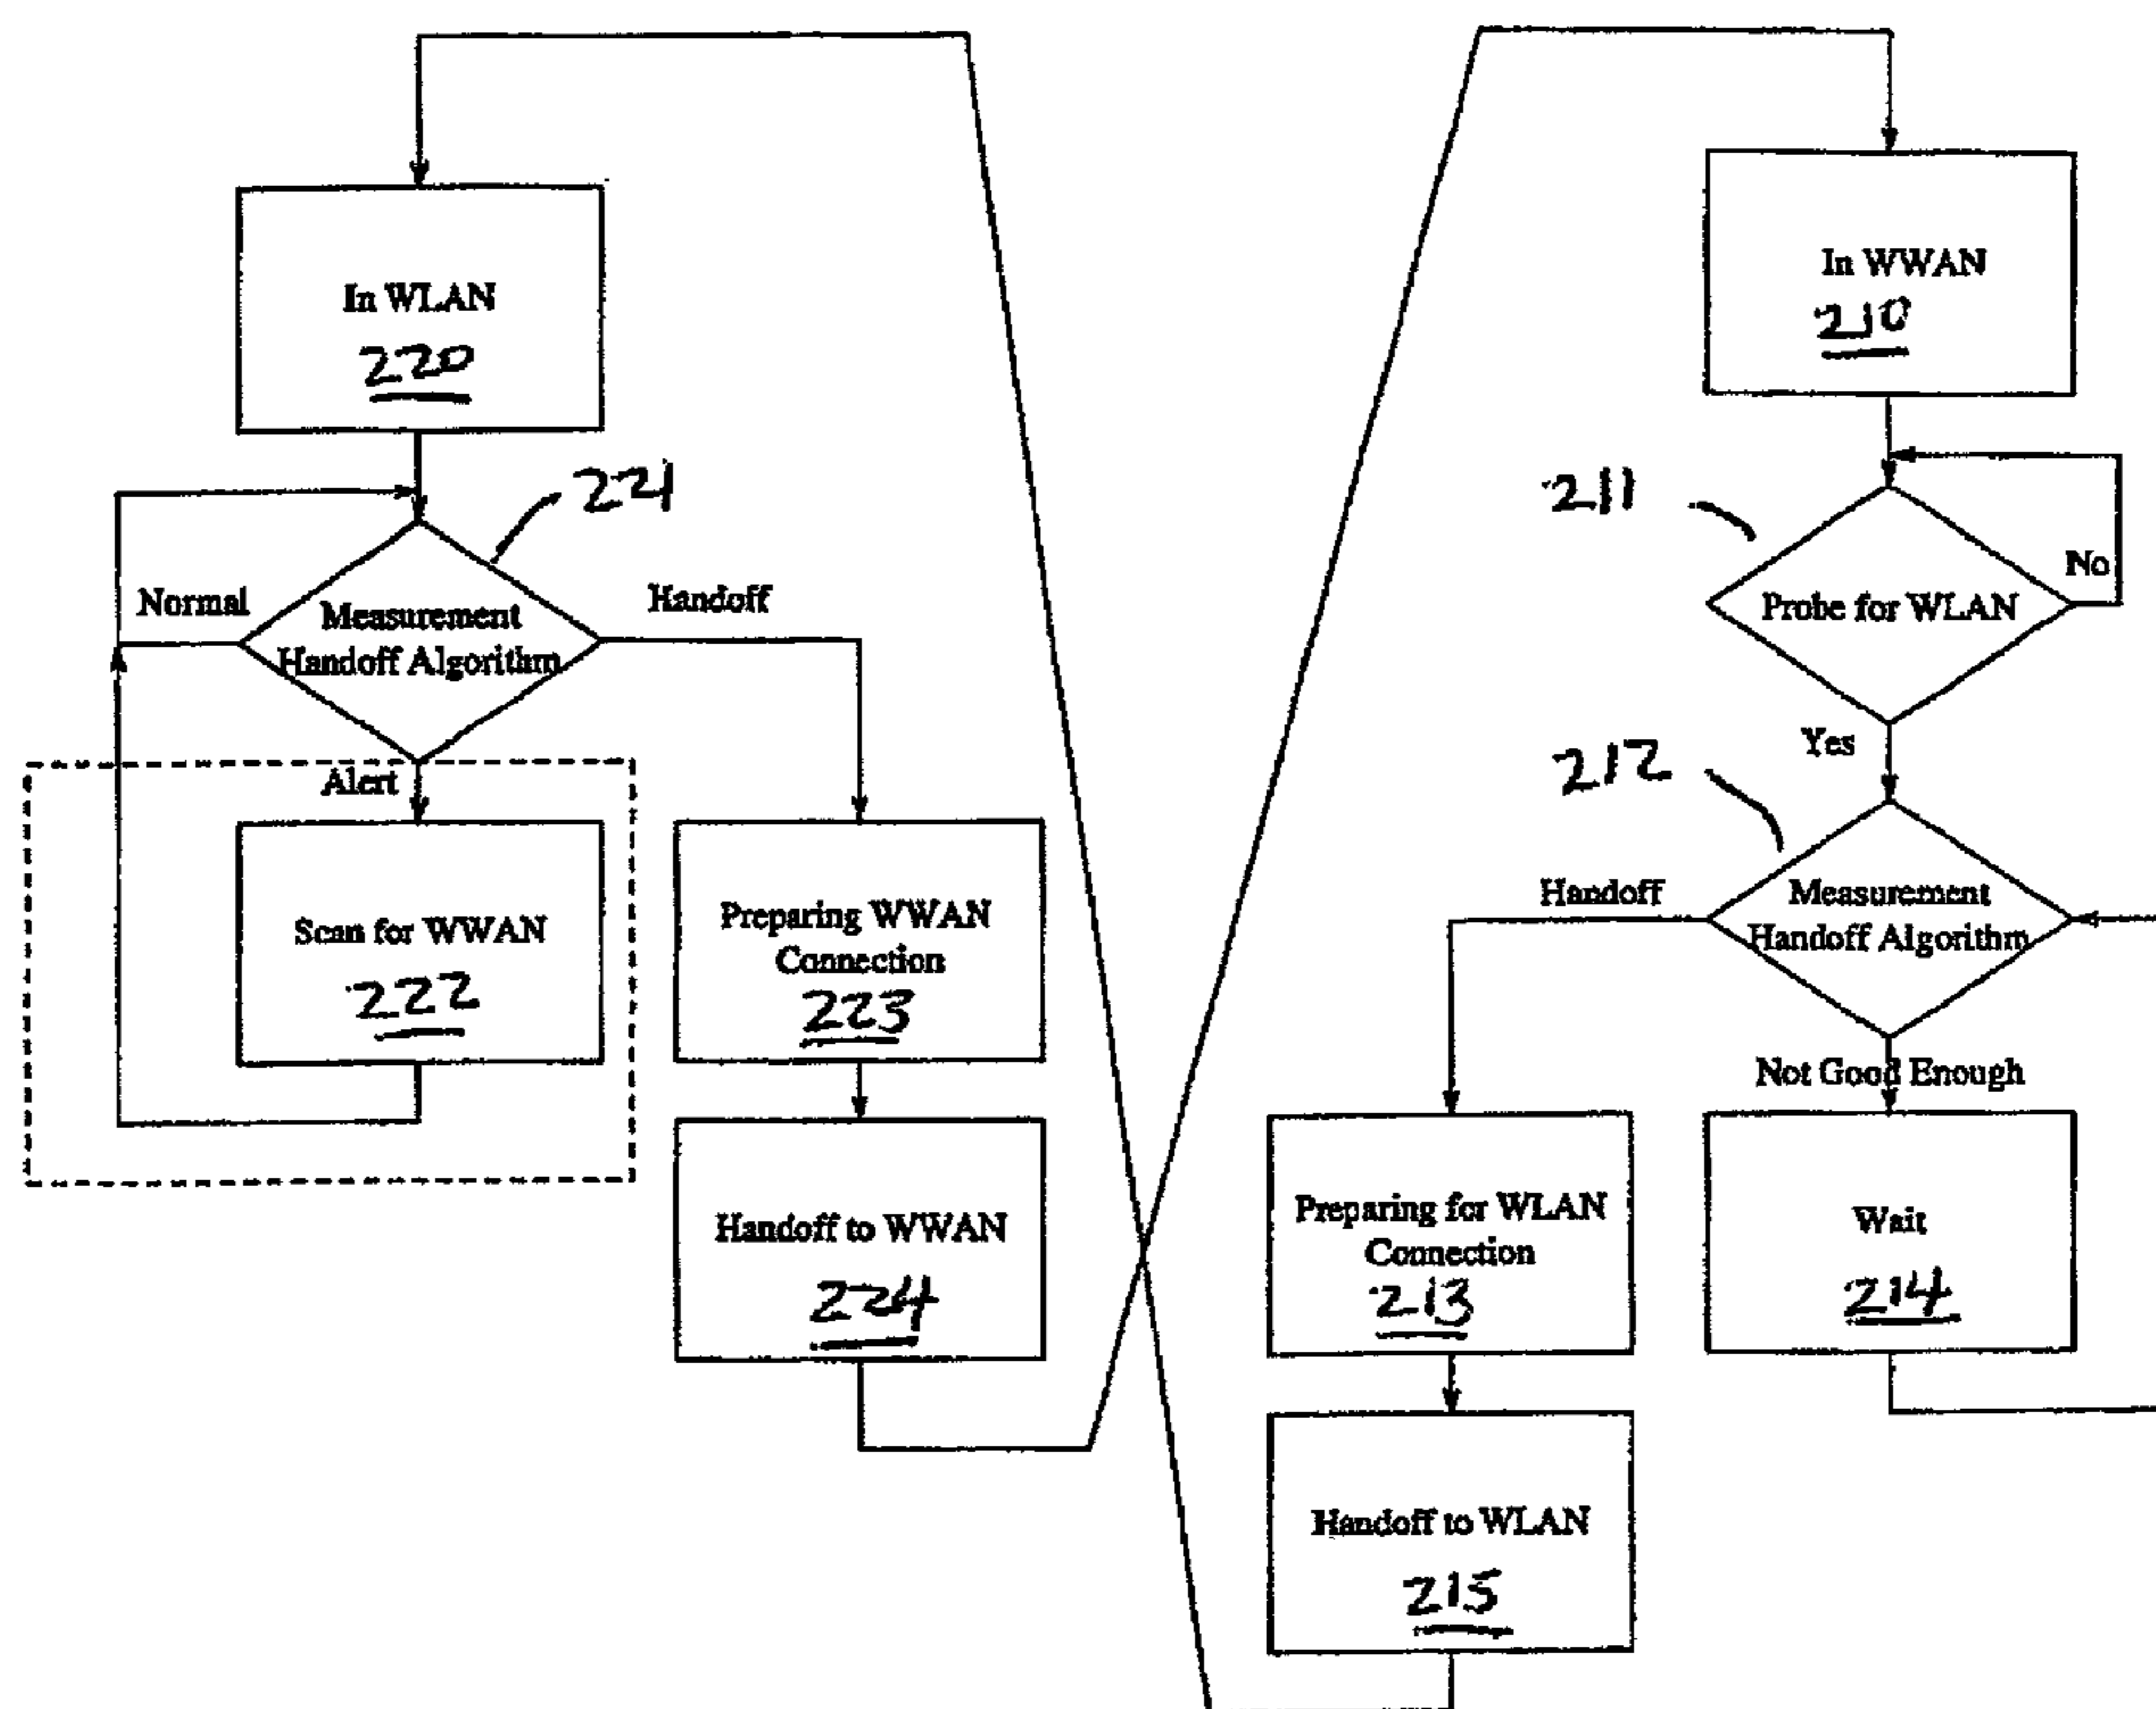 In WLAN
220
221
Normal
Measurement
Handoff Algorithm
Handoff
Alert
Scan for WWAN
222
Preparing WWAN
Connection
223
Handoff to WWAN
224
In WWAN
210
211
Probe for WLAN
No
Yes
212
Measurement
Handoff Algorithm
Handoff
Not Good Enough
Preparing for WLAN
Connection
213
Wait
214
Handoff to WLAN
215